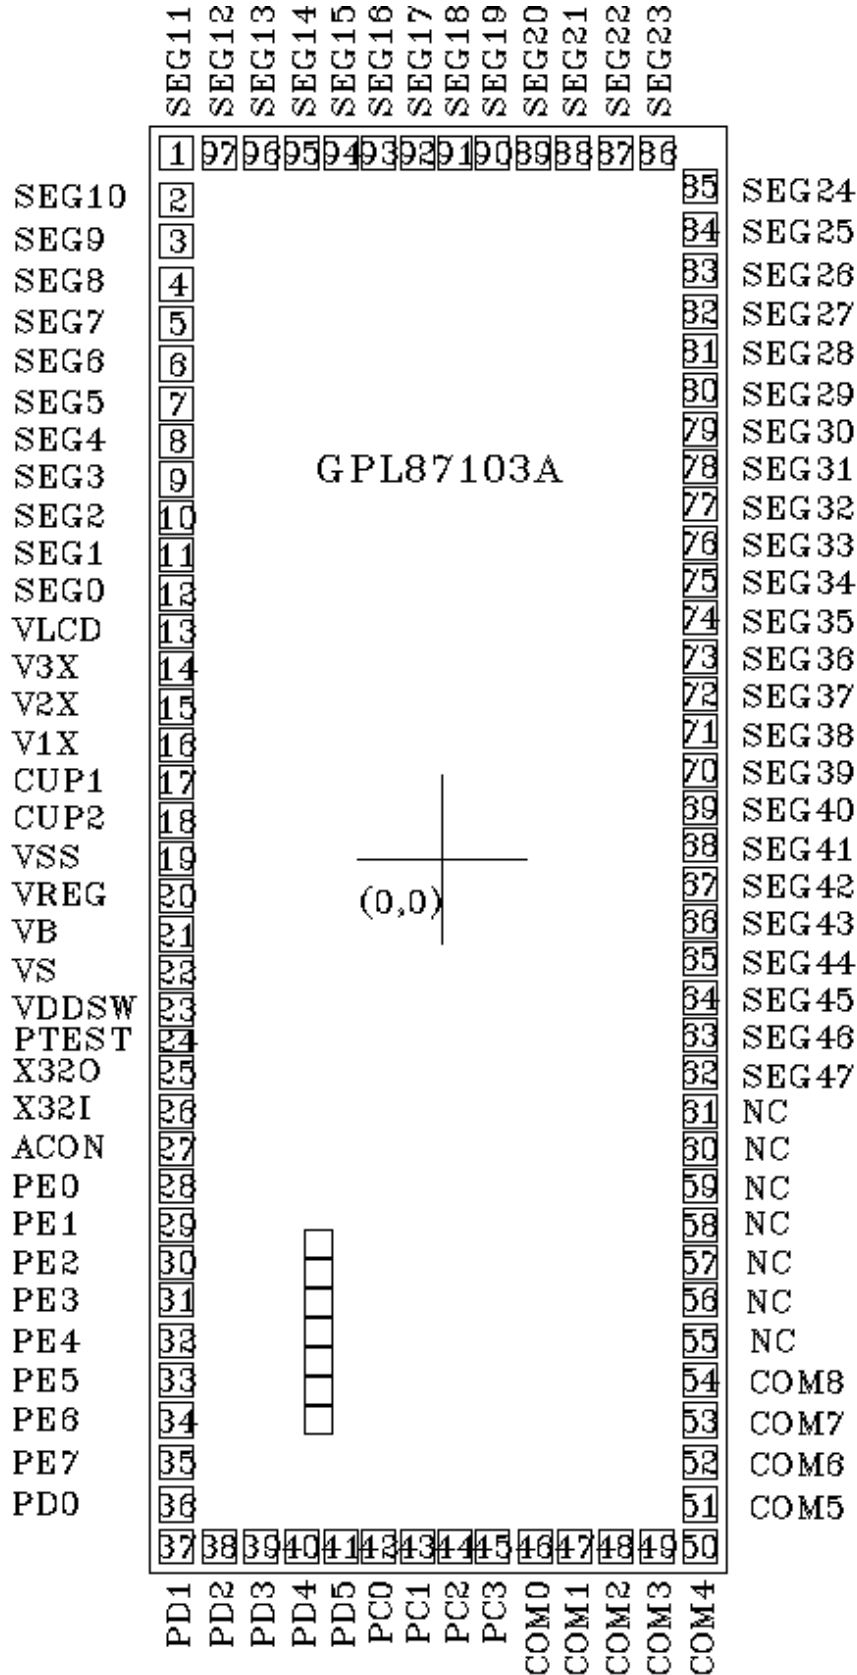 SEG11 SEG12 SEG13 SEG14 SEG15 SEG16 SEG17 SEG18 SEG19 SEG20 SEG21 SEG22 SEG23
1 97 96 95 94 93 92 91 90 89 88 87 86
85 SEG24
SEG10 2
84 SEG25
SEG9 3
83 SEG26
SEG8 4
82 SEG27
SEG7 5
81 SEG28
SEG6 6
80 SEG29
SEG5 7
79 SEG30
SEG4 8
GPL87103A
78 SEG31
SEG3 9
77 SEG32
SEG2 10
76 SEG33
SEG1 11
75 SEG34
SEG0 12
74 SEG35
VLCD 13
73 SEG36
V3X 14
72 SEG37
V2X 15
71 SEG38
V1X 16
70 SEG39
CUP1 17
69 SEG40
CUP2 18
68 SEG41
VSS 19
67 SEG42
VREG 20
(0,0)
66 SEG43
VB 21
65 SEG44
VS 22
64 SEG45
VDDSW 23
63 SEG46
PTEST 24
62 SEG47
X32O 25
61 NC
X32I 26
60 NC
ACON 27
59 NC
PE0 28
58 NC
PE1 29
57 NC
PE2 30
56 NC
PE3 31
55 NC
PE4 32
54 COM8
PE5 33
53 COM7
PE6 34
52 COM6
PE7 35
51 COM5
PD0 36
37 38 39 40 41 42 43 44 45 46 47 48 49 50
PD1 PD2 PD3 PD4 PD5 PC0 PC1 PC2 PC3 COM0 COM1 COM2 COM3 COM4